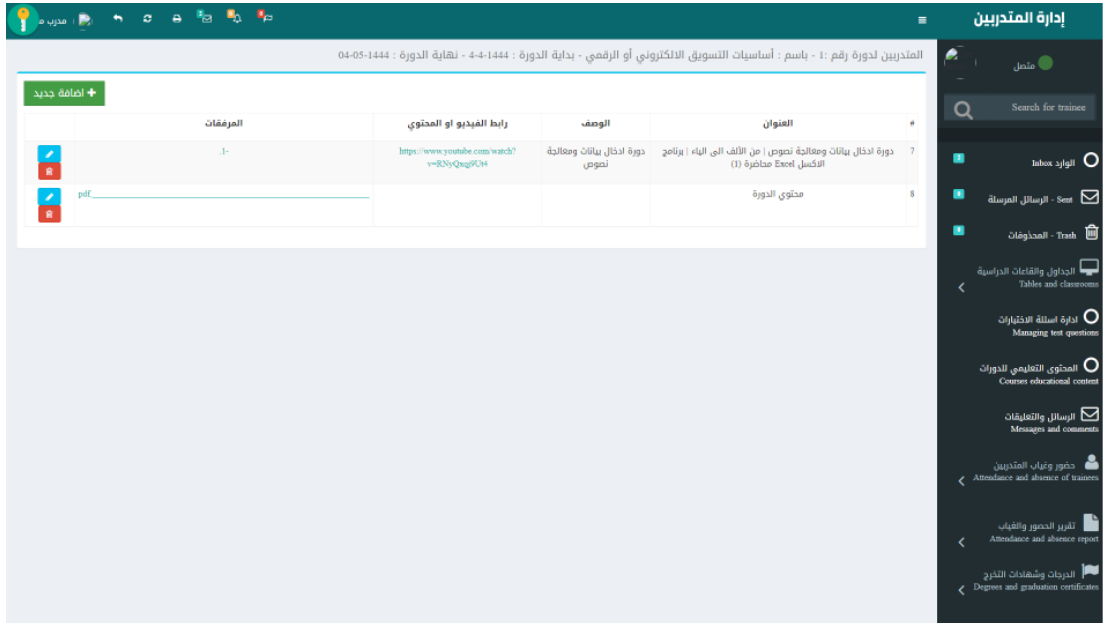 إدارة المتدربين
مدرب
متصل
Search for trainee
الوارد Inbox
2
Sent - الرسائل المرسلة
Trash - المحذوفات
الجداول والقاعات الدراسية
Tables and classrooms
ادارة اسئلة الاختبارات
Managing test questions
المحتوى التعليمي للدورات
Courses educational content
الرسائل والتعليقات
Messages and comments
حضور وغياب المتدربين
Attendance and absence of trainees
تقرير الحضور والغياب
Attendance and absence report
الدرجات وشهادات التخرج
Degrees and graduation certificates
المتدربين لدورة رقم :1 - باسم : أساسيات التسويق الالكتروني أو الرقمي - بداية الدورة : 1444-4-4 - نهاية الدورة : 1444-05-04
+ اضافة جديد
# العنوان الوصف رابط الفيديو او المحتوي المرفقات
7 دورة ادخال بيانات ومعالجة نصوص | من الألف الى الياء | برنامج الاكسل Excel محاضرة (1)
دورة ادخال بيانات ومعالجة نصوص
https://www.youtube.com/watch?
.1-
8 محتوي الدورة
pdf.